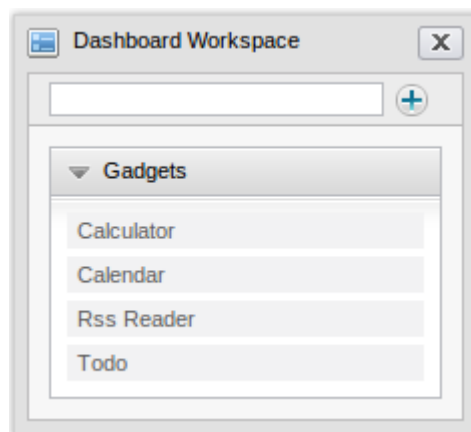 Dashboard Workspace
Gadgets
Calculator
Calendar
Rss Reader
Todo